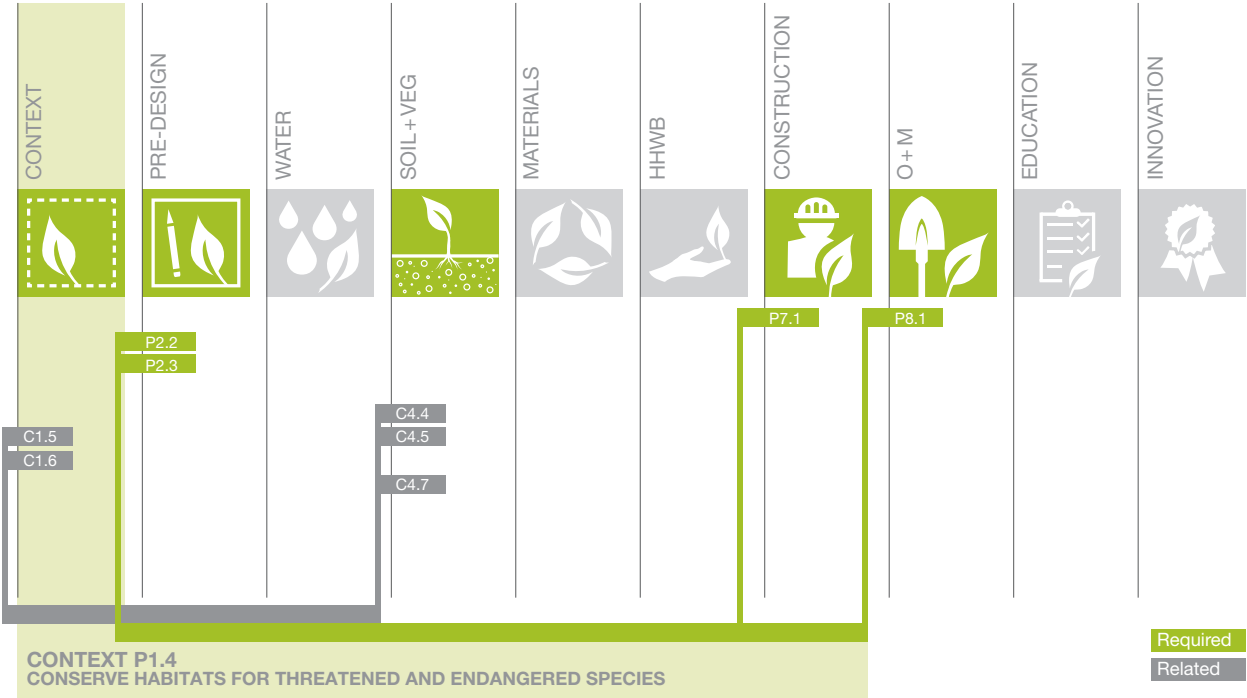 CONTEXT
PRE-DESIGN
WATER
SOIL+VEG
MATERIALS
HHWB
CONSTRUCTION
O+M
EDUCATION
INNOVATION
P7.1
P8.1
P2.2
P2.3
C4.4
C1.5
C4.5
C1.6
C4.7
CONTEXT P1.4
CONSERVE HABITATS FOR THREATENED AND ENDANGERED SPECIES
Required
Related